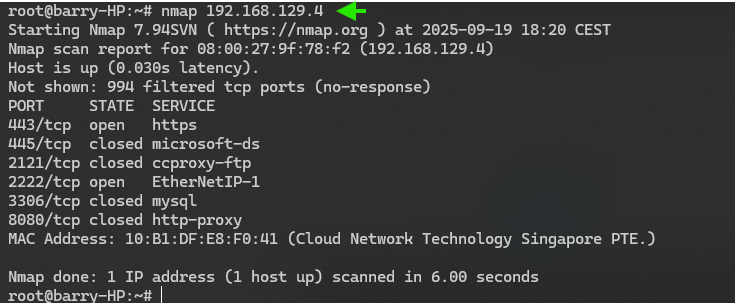 root@barry-HP:~# nmap 192.168.129.4
Starting Nmap 7.94SVN ( https://nmap.org ) at 2025-09-19 18:20 CEST
Nmap scan report for 08:00:27:9f:78:f2 (192.168.129.4)
Host is up (0.030s latency).
Not shown: 994 filtered tcp ports (no-response)
PORT     STATE  SERVICE
443/tcp  open   https
445/tcp  closed microsoft-ds
2121/tcp closed ccproxy-ftp
2222/tcp open   EtherNetIP-1
3306/tcp closed mysql
8080/tcp closed http-proxy
MAC Address: 10:B1:DF:E8:F0:41 (Cloud Network Technology Singapore PTE.)
Nmap done: 1 IP address (1 host up) scanned in 6.00 seconds
root@barry-HP:~#